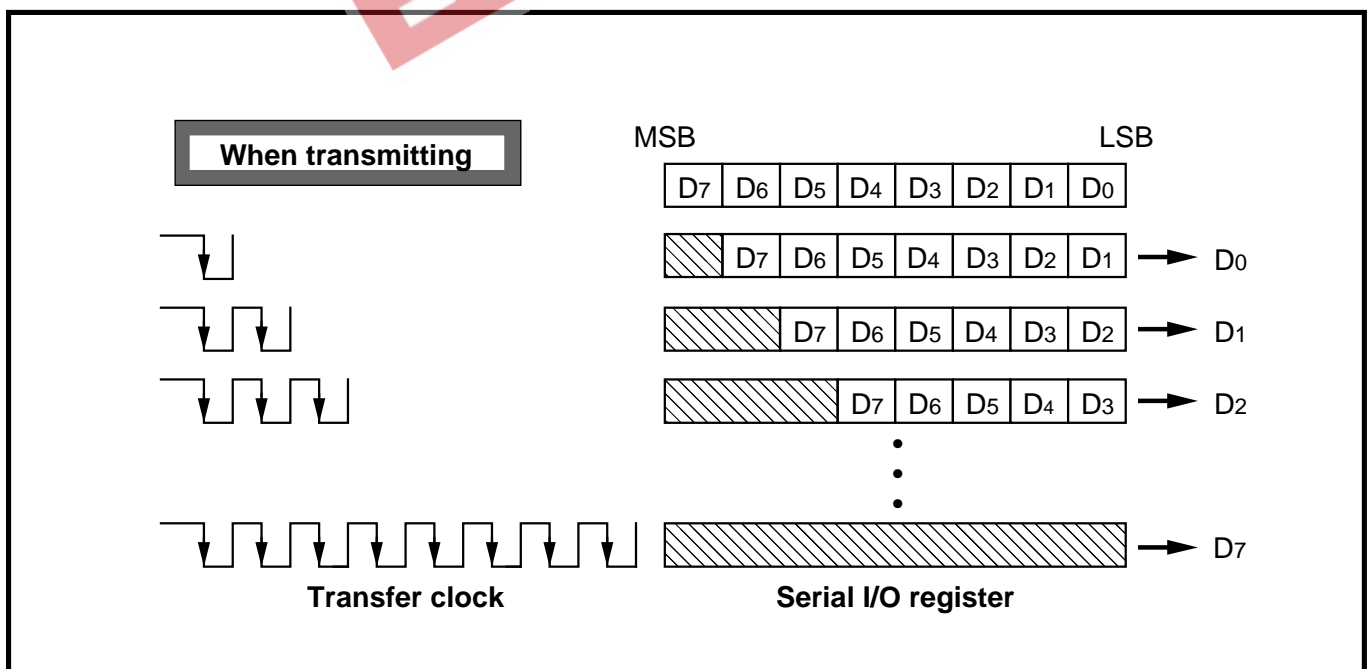 When transmitting
MSB LSB
D7 D6 D5 D4 D3 D2 D1 D0
D7 D6 D5 D4 D3 D2 D1 D0
D7 D6 D5 D4 D3 D2 D1
D7 D6 D5 D4 D3 D2
D7
Transfer clock Serial I/O register